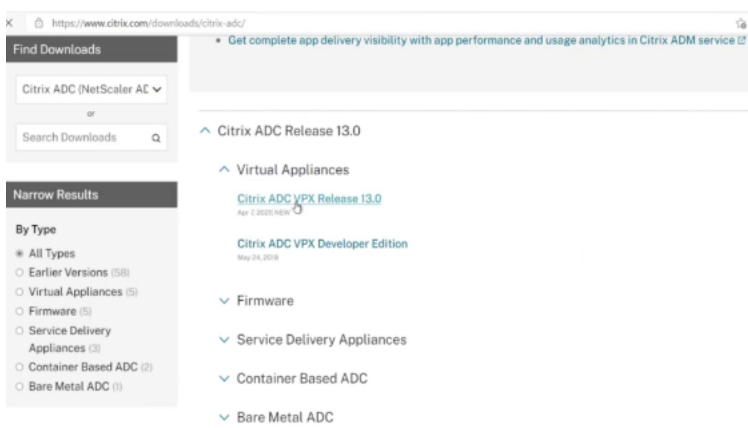 https://www.citrix.com/downloads/citrix-adc/
Find Downloads
Citrix ADC (NetScaler AD
or
Search Downloads
Narrow Results
By Type
All Types
Earlier Versions (58)
Virtual Appliances (5)
Firmware (5)
Service Delivery
Appliances (3)
Container Based ADC (2)
Bare Metal ADC (1)
Get complete app delivery visibility with app performance and usage analytics in Citrix ADM service
Citrix ADC Release 13.0
Virtual Appliances
Citrix ADC VPX Release 13.0
Apr 7, NEW
Citrix ADC VPX Developer Edition
May 24, 2018
Firmware
Service Delivery Appliances
Container Based ADC
Bare Metal ADC